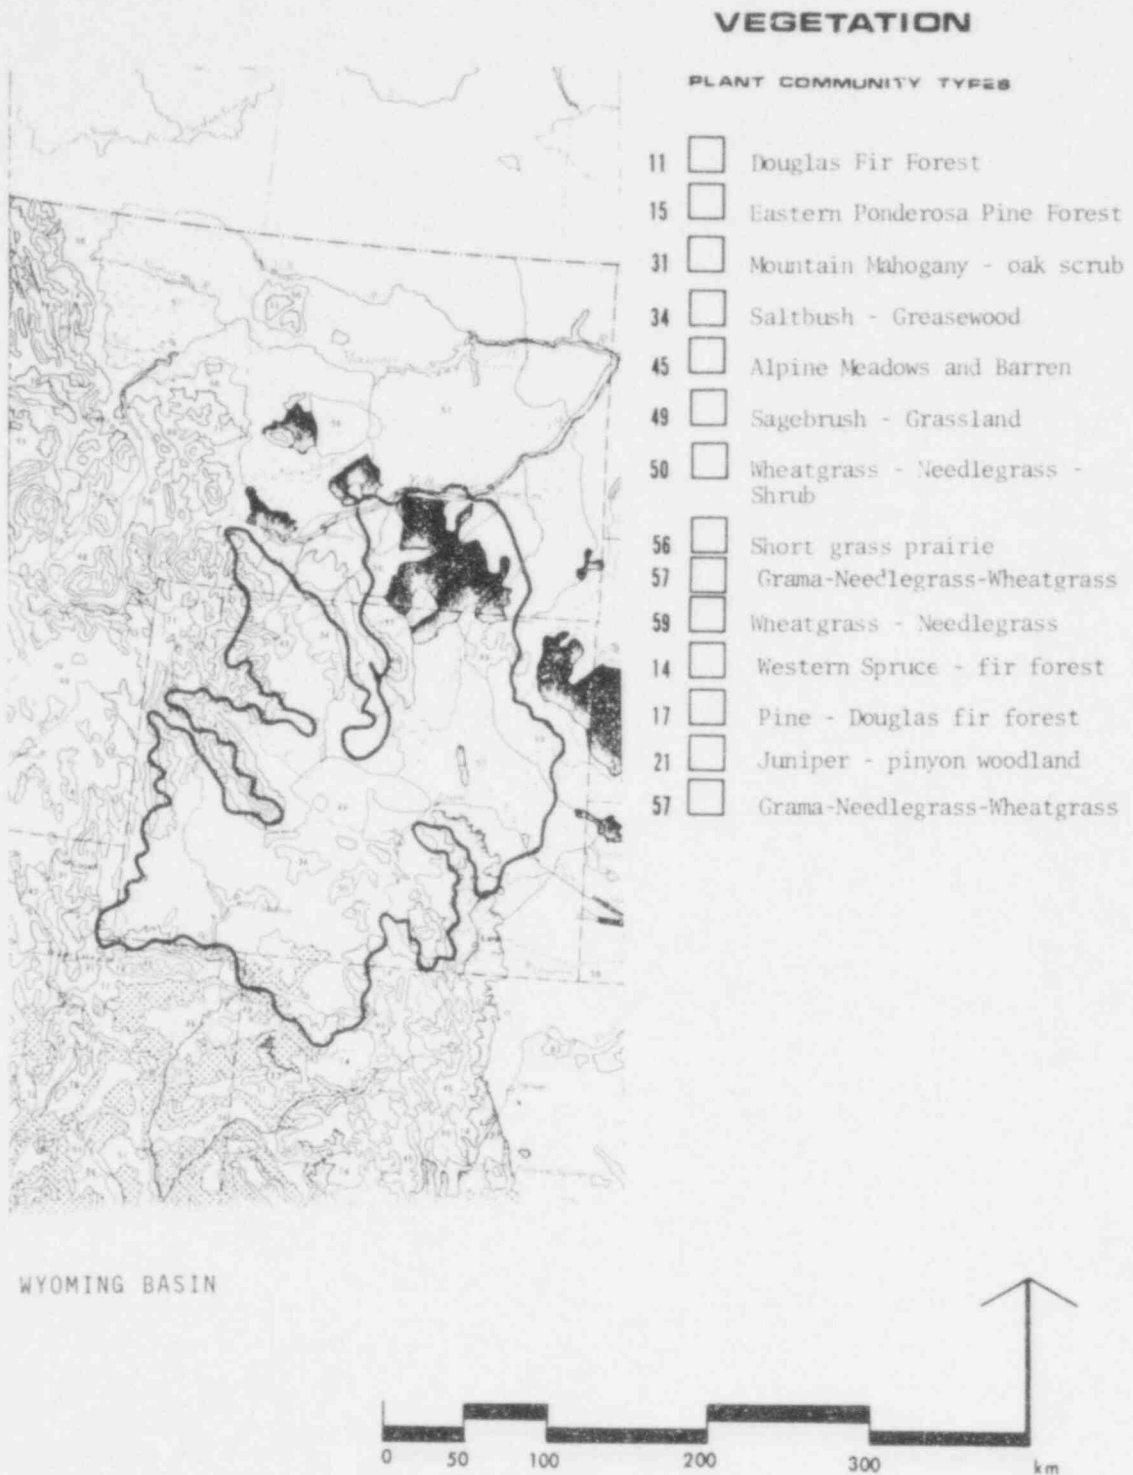 VEGETATION
PLANT COMMUNITY TYPES
11 Douglas Fir Forest
15 Eastern Ponderosa Pine Forest
31 Mountain Mahogany - oak scrub
34 Saltbush - Greasewood
45 Alpine Meadows and Barren
49 Sagebrush - Grassland
50 Wheatgrass - Needlegrass -
Shrub
56 Short grass prairie
57 Grama-Needlegrass-Wheatgrass
59 Wheatgrass - Needlegrass
14 Western Spruce - fir forest
17 Pine - Douglas fir forest
21 Juniper - pinyon woodland
57 Grama-Needlegrass-Wheatgrass
WYOMING BASIN
0 50 100 200 300 km